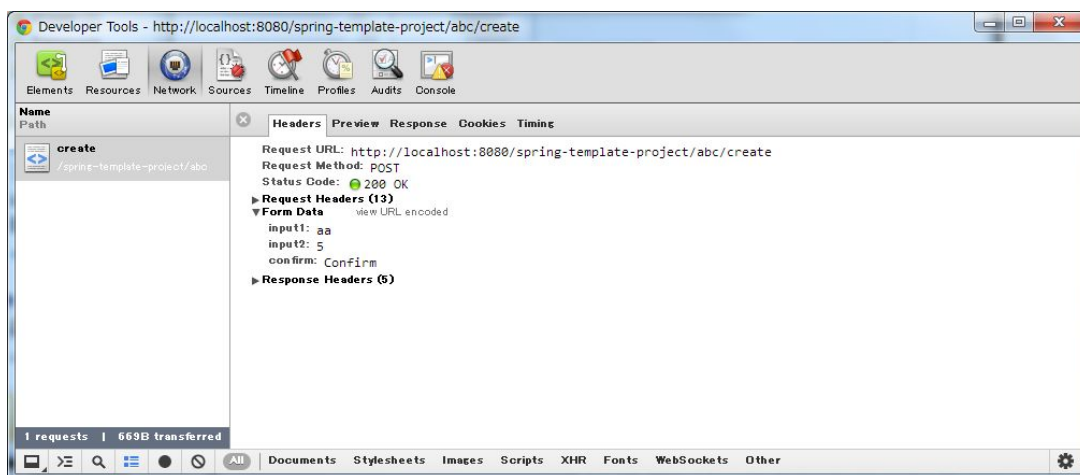 Developer Tools - http://localhost:8080/spring-template-project/abc/create
Elements Resources Network Sources Timeline Profiles Audits Console
Name
Path
Headers Preview Response Cookies Timing
create
/spring-template-project/abc
Request URL: http://localhost:8080/spring-template-project/abc/create
Request Method: POST
Status Code: 200 OK
Request Headers (13)
Form Data view URL encoded
input1: aa
input2: 5
confirm: Confirm
Response Headers (5)
1 requests | 669B transferred
All Documents Stylesheets Images Scripts XHR Fonts WebSockets Other